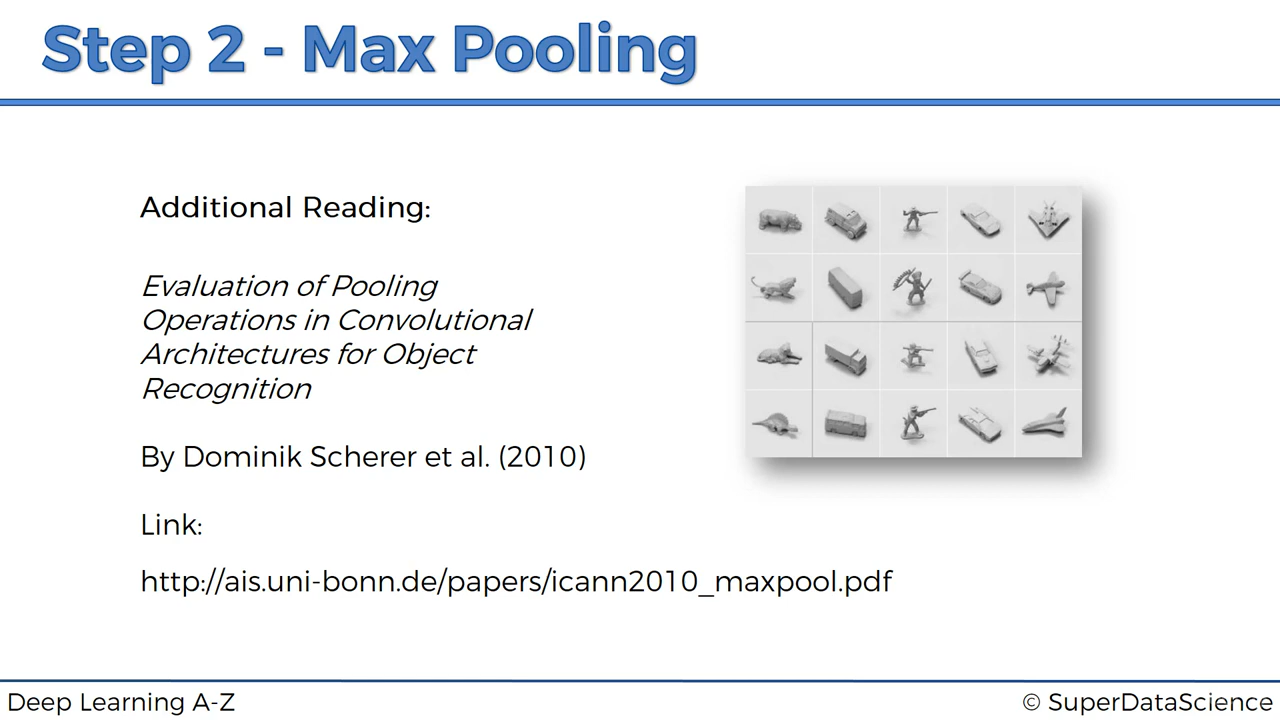 Step 2 - Max Pooling
Additional Reading:
Evaluation of Pooling
Operations in Convolutional
Architectures for Object
Recognition
By Dominik Scherer et al. (2010)
Link:
http://ais.uni-bonn.de/papers/icann2010_maxpool.pdf
Deep Learning A-Z
© SuperDataScience